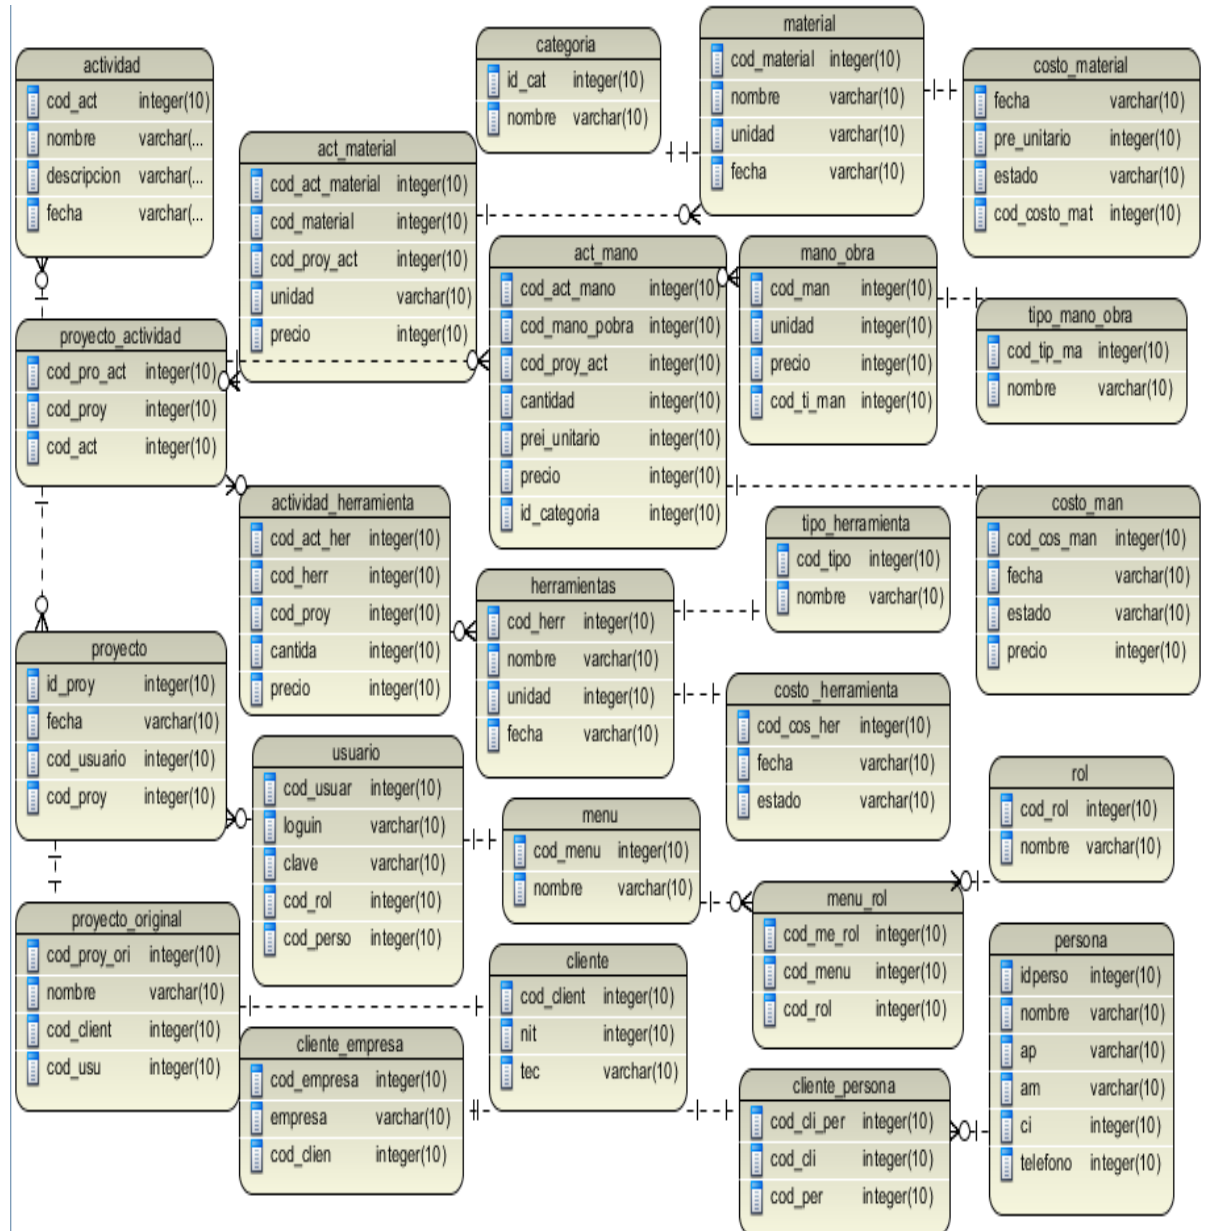 actividad
cod_act integer(10)
nombre varchar(...
descripcion varchar(...
fecha varchar(...
categoria
id_cat integer(10)
nombre varchar(10)
material
cod_material integer(10)
nombre varchar(10)
unidad varchar(10)
fecha varchar(10)
costo_material
fecha varchar(10)
pre_unitario integer(10)
estado varchar(10)
cod_costo_mat integer(10)
act_material
cod_act_material integer(10)
cod_material integer(10)
cod_proy_act integer(10)
unidad varchar(10)
precio integer(10)
act_mano
cod_act_mano integer(10)
cod_mano_pobra integer(10)
cod_proy_act integer(10)
cantidad integer(10)
prei_unitario integer(10)
precio integer(10)
id_categoria integer(10)
mano_obra
cod_man integer(10)
unidad integer(10)
precio integer(10)
cod_ti_man integer(10)
tipo_mano_obra
cod_tip_ma integer(10)
nombre varchar(10)
proyecto_actividad
cod_pro_act integer(10)
cod_proy integer(10)
cod_act integer(10)
actividad_herramienta
cod_act_her integer(10)
cod_herr integer(10)
cod_proy integer(10)
cantida integer(10)
precio integer(10)
tipo_herramienta
cod_tipo integer(10)
nombre varchar(10)
costo_man
cod_cos_man integer(10)
fecha varchar(10)
estado varchar(10)
precio integer(10)
herramientas
cod_herr integer(10)
nombre varchar(10)
unidad integer(10)
fecha varchar(10)
proyecto
id_proy integer(10)
fecha varchar(10)
cod_usuario integer(10)
cod_proy integer(10)
costo_herramienta
cod_cos_her integer(10)
fecha varchar(10)
estado varchar(10)
usuario
cod_usuar integer(10)
loguin varchar(10)
clave varchar(10)
cod_rol integer(10)
cod_perso integer(10)
menu
cod_menu integer(10)
nombre varchar(10)
rol
cod_rol integer(10)
nombre varchar(10)
menu_rol
cod_me_rol integer(10)
cod_menu integer(10)
cod_rol integer(10)
proyecto_original
cod_proy_ori integer(10)
nombre varchar(10)
cod_client integer(10)
cod_usu integer(10)
cliente
cod_client integer(10)
nit integer(10)
tec varchar(10)
persona
idperso integer(10)
nombre varchar(10)
ap varchar(10)
am varchar(10)
ci integer(10)
telefono integer(10)
cliente_empresa
cod_empresa integer(10)
empresa varchar(10)
cod_clien integer(10)
cliente_persona
cod_cli_per integer(10)
cod_cli integer(10)
cod_per integer(10)